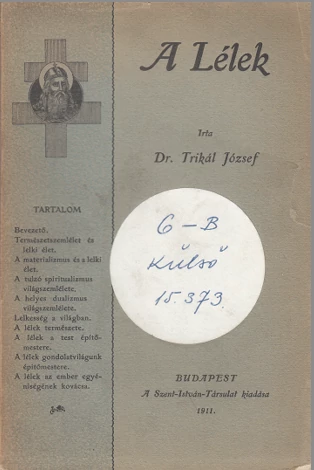 A Lélek
Irta
Dr. Trikál József
TARTALOM
Bevezető.
Természetszemlélet és
lelki élet.
A materializmus és a lelki
élet.
A tulzó spiritualizmus
világszemlélete.
A helyes dualizmus
világszemlélete.
Lelkesség a világban.
A lélek természete.
A lélek a test építő-
mestere.
A lélek gondolatvilágunk
építőmestere.
A lélek az ember egyé-
niségének kovácsa.
6-B
Külső
15.373.
BUDAPEST
A Szent-István-Társulat kiadása
1911.